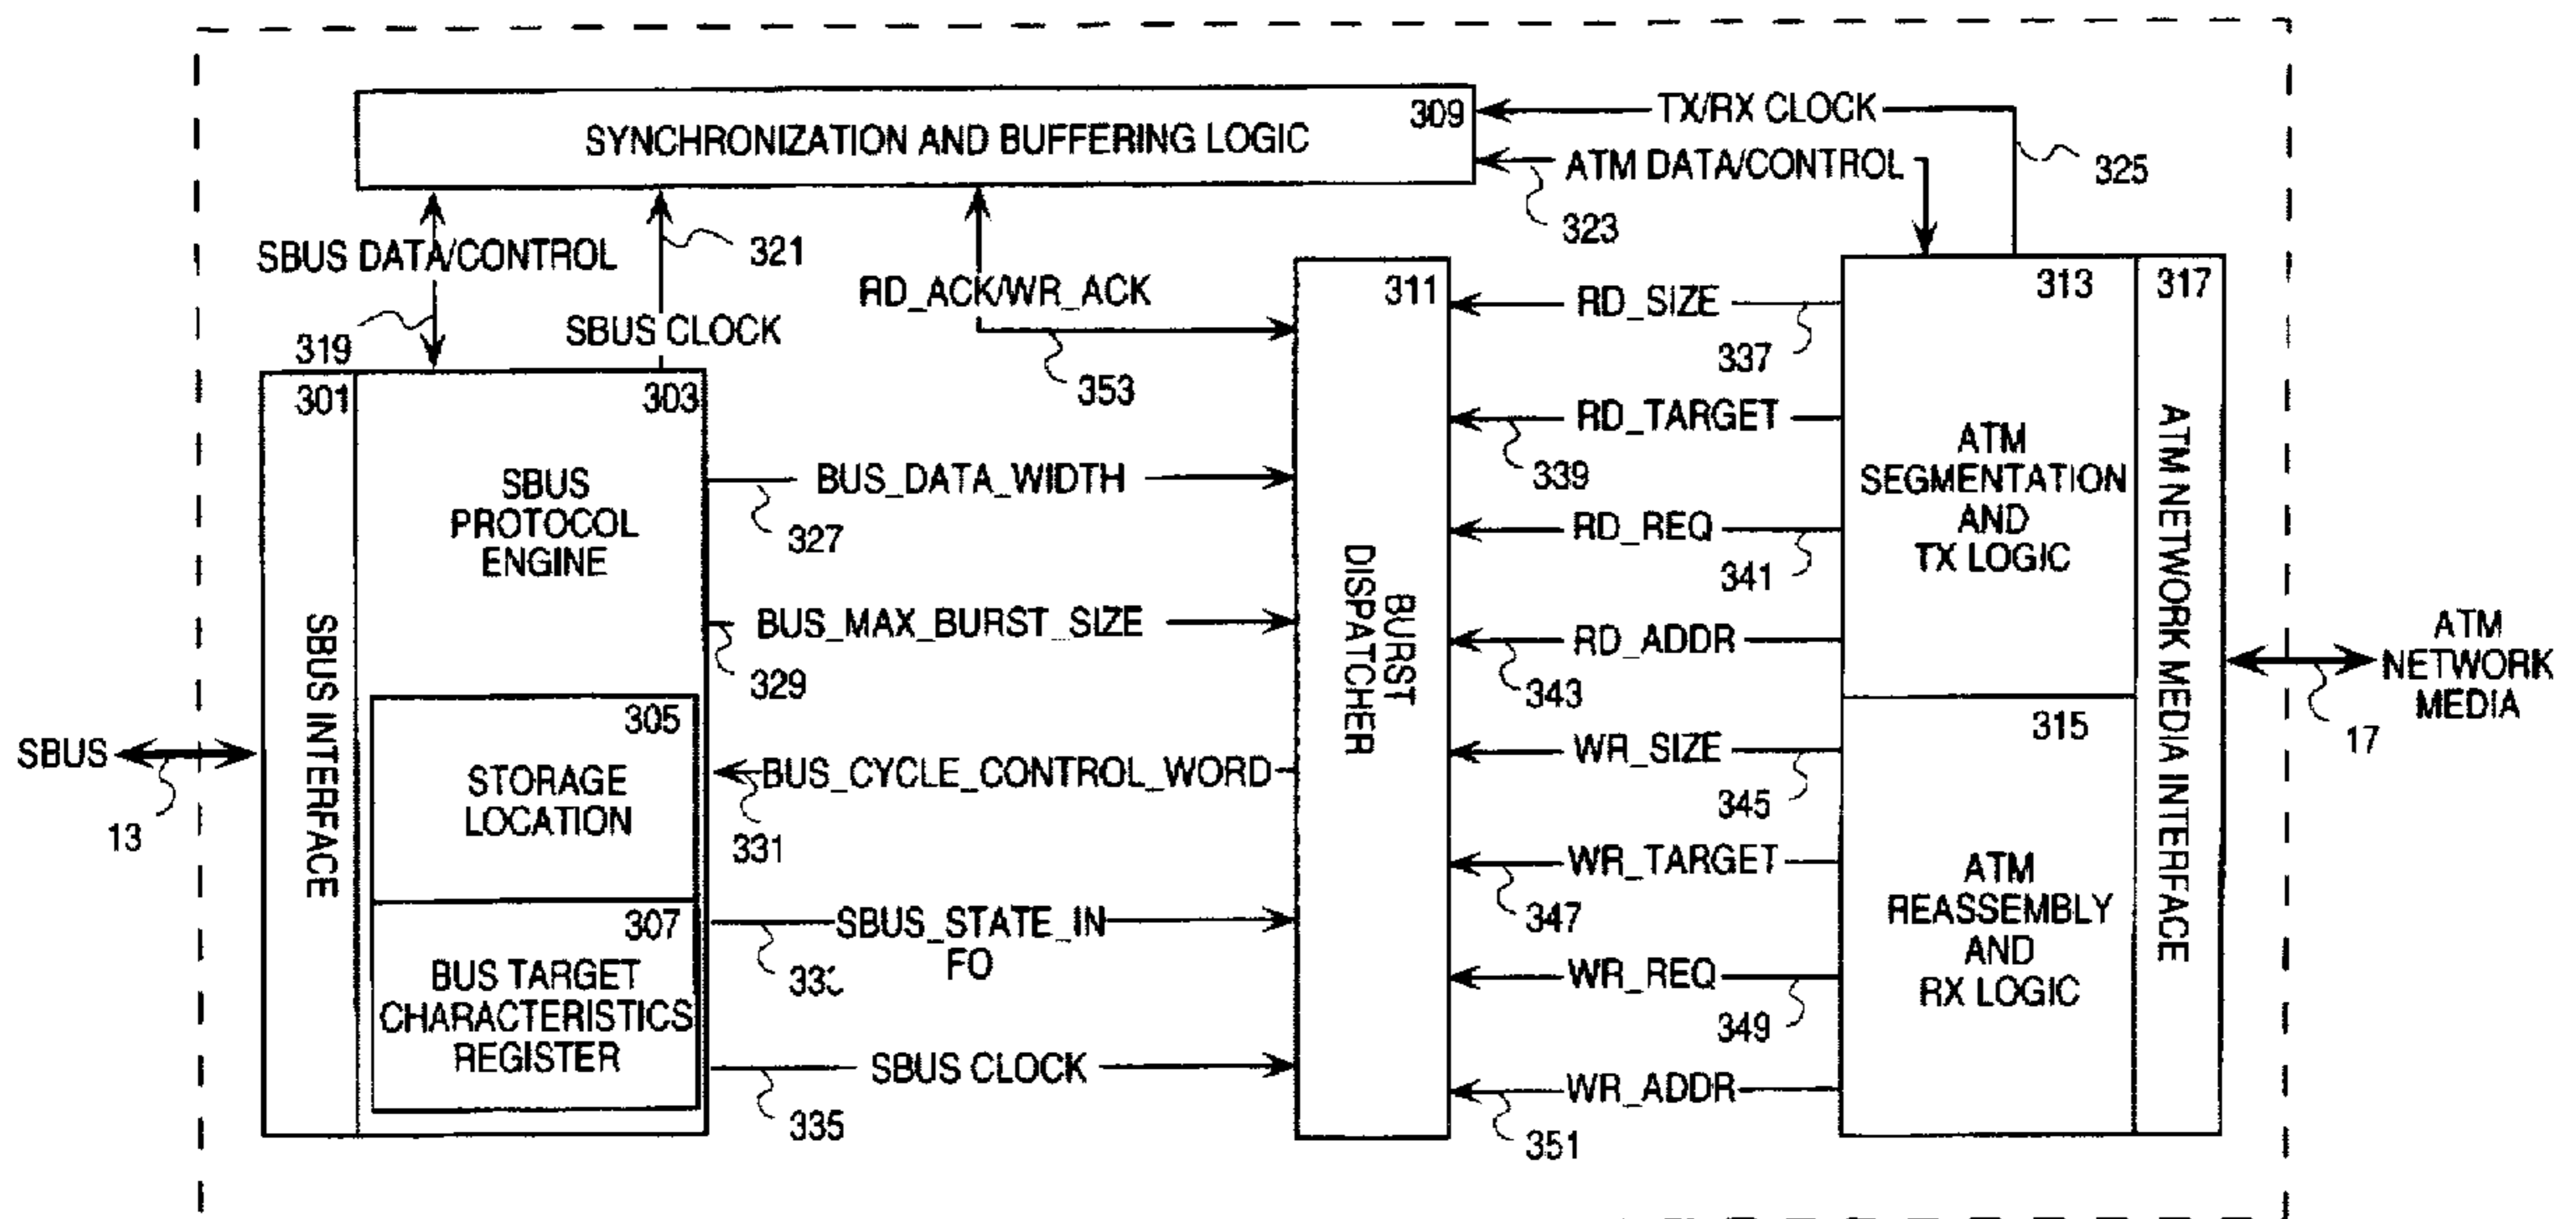 309
SYNCHRONIZATION AND BUFFERING LOGIC
TX/RX CLOCK
325
ATM DATA/CONTROL
323
SBUS DATA/CONTROL
319
321
SBUS CLOCK
RD_ACK/WR_ACK
353
301
SBUS INTERFACE
303
SBUS
PROTOCOL
ENGINE
305
STORAGE
LOCATION
307
BUS TARGET
CHARACTERISTICS
REGISTER
SBUS
13
BUS_DATA_WIDTH
327
BUS_MAX_BURST_SIZE
329
BUS_CYCLE_CONTROL_WORD
331
SBUS_STATE_IN
FO
SBUS CLOCK
335
311
BURST
DISPATCHER
RD_SIZE
337
RD_TARGET
339
RD_REQ
341
RD_ADDR
343
WR_SIZE
345
WR_TARGET
347
WR_REQ
349
WR_ADDR
351
313
ATM
SEGMENTATION
AND
TX LOGIC
315
ATM
REASSEMBLY
AND
RX LOGIC
317
ATM NETWORK MEDIA INTERFACE
ATM
NETWORK
MEDIA
17